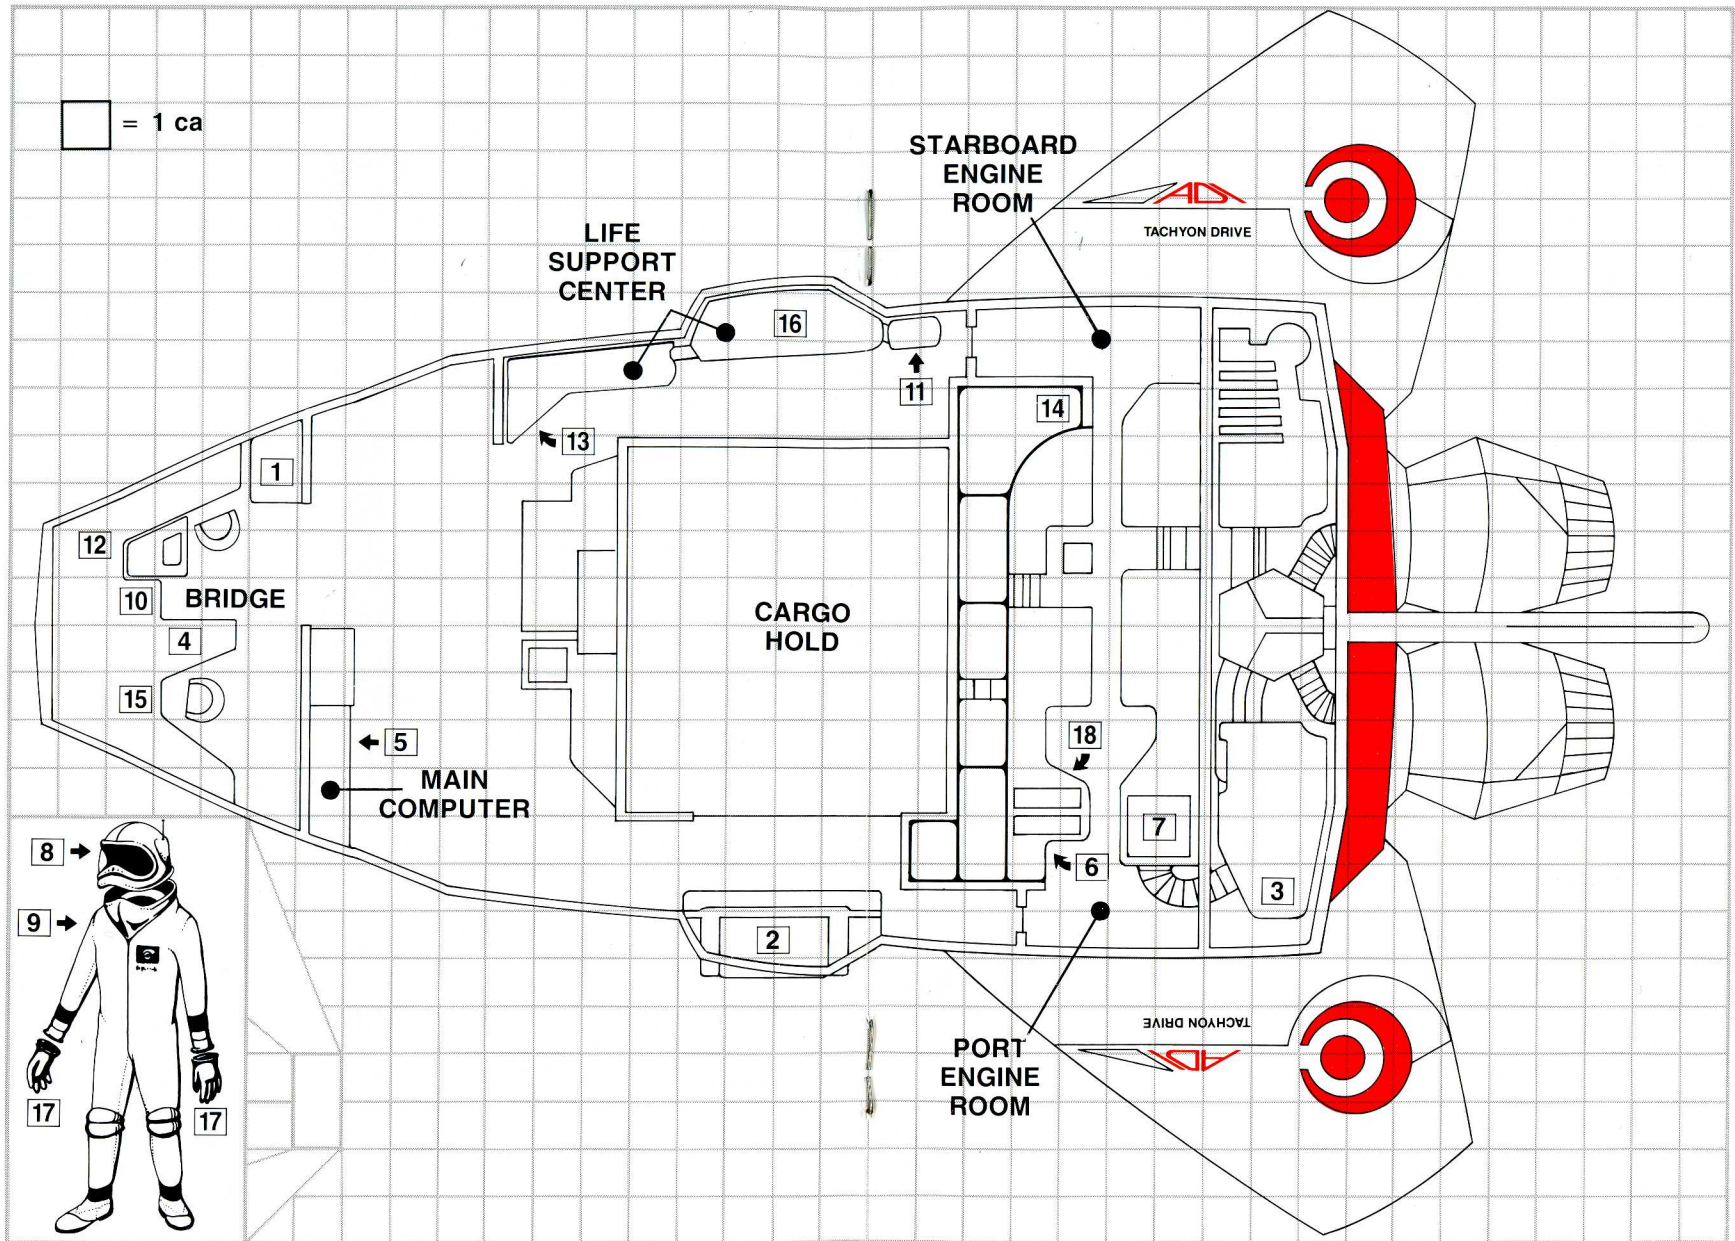 = 1 ca
STARBOARD
ENGINE
ROOM
TACHYON DRIVE
LIFE
SUPPORT
CENTER
16
11
14
13
1
12
10
BRIDGE
4
15
CARGO
HOLD
5
18
MAIN
COMPUTER
7
6
3
8
9
2
17
17
TACHYON DRIVE
PORT
ENGINE
ROOM